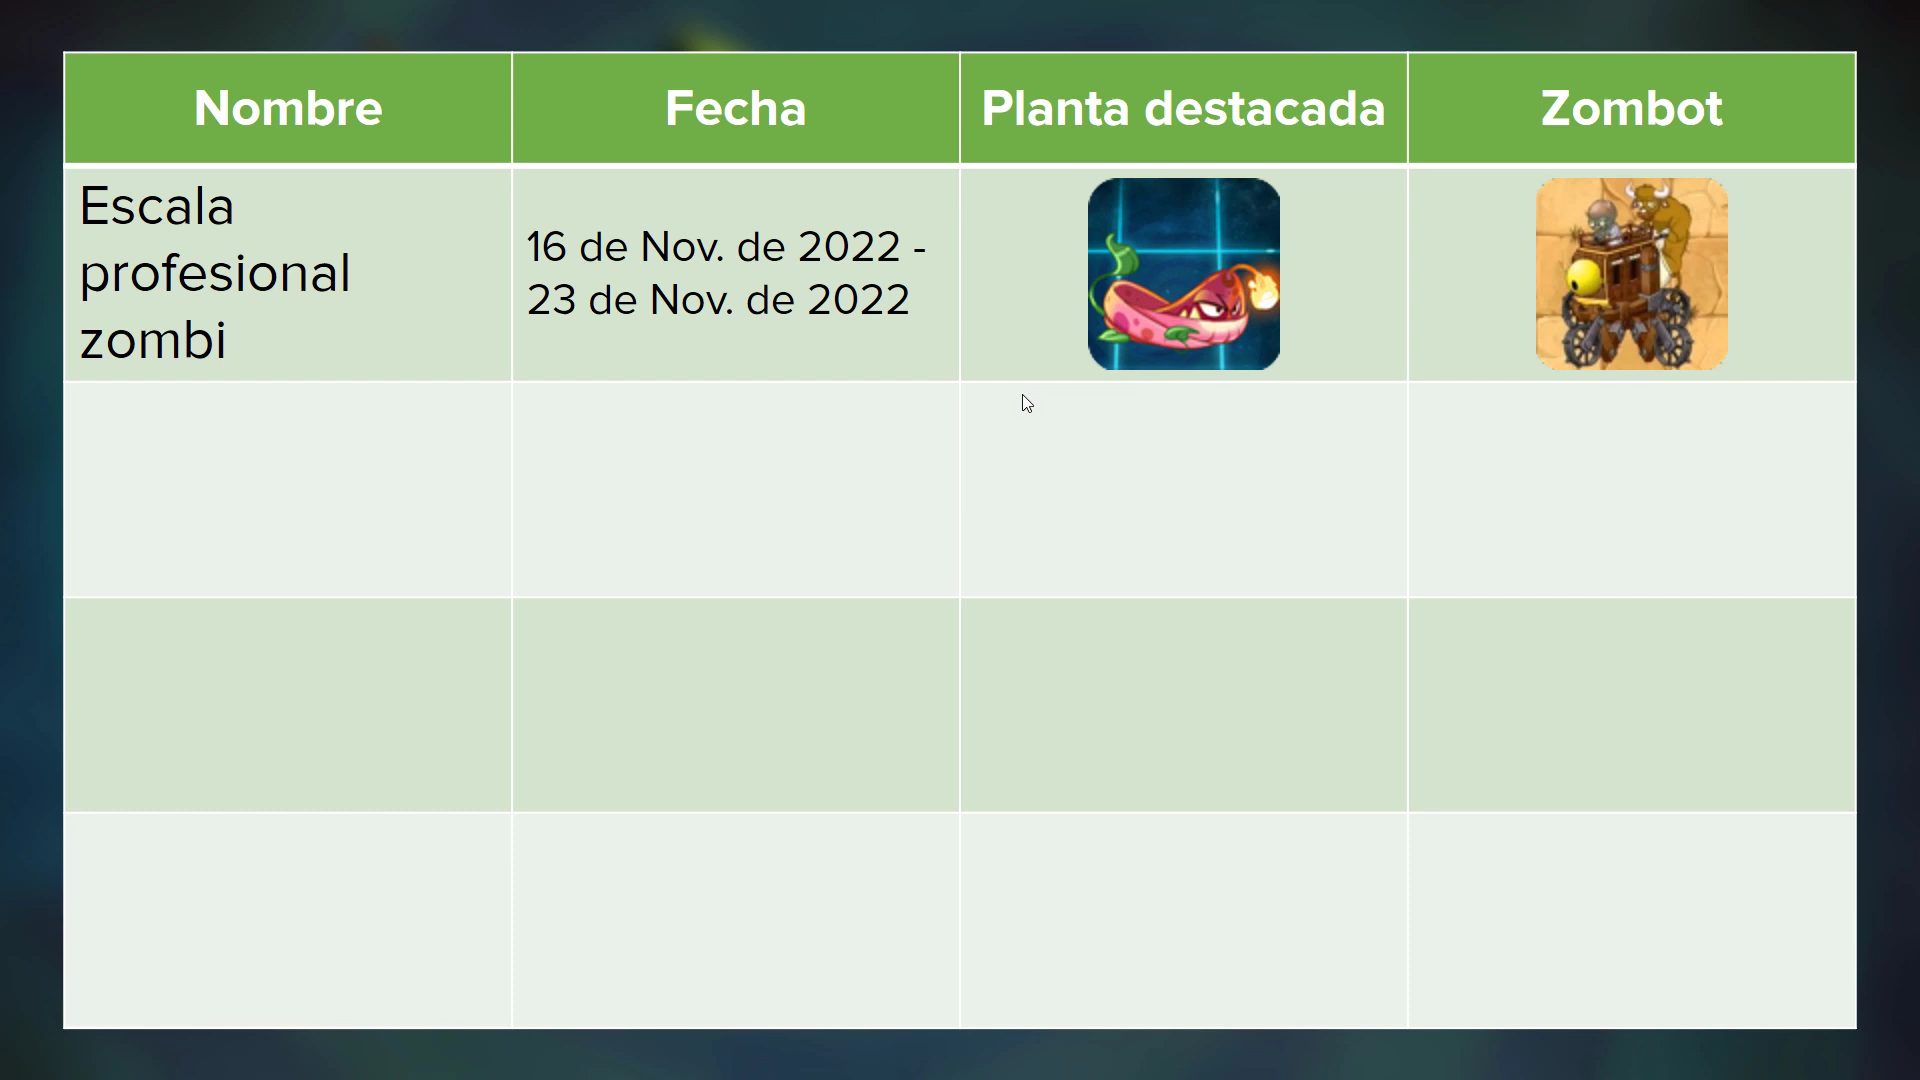 Nombre
Fecha
Planta destacada
Zombot
Escala
profesional
zombi
16 de Nov. de 2022 -
23 de Nov. de 2022